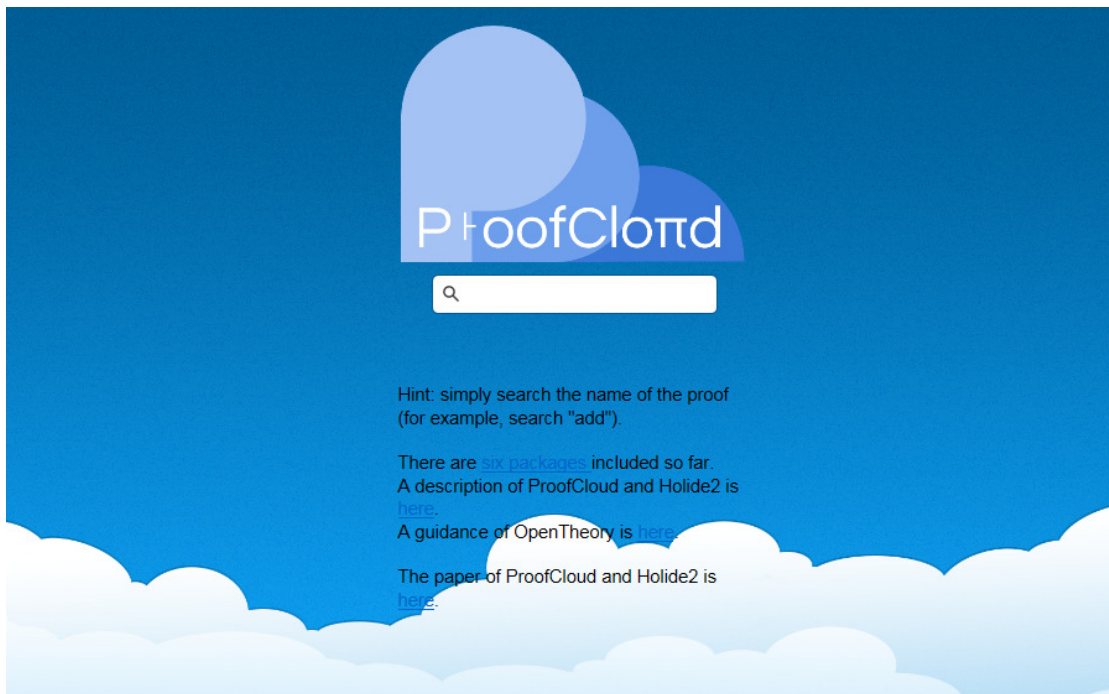 P⊦oofCloπd
Hint: simply search the name of the proof
(for example, search "add").
There are six packages included so far.
A description of ProofCloud and Holide2 is
here.
A guidance of OpenTheory is here.
The paper of ProofCloud and Holide2 is
here.